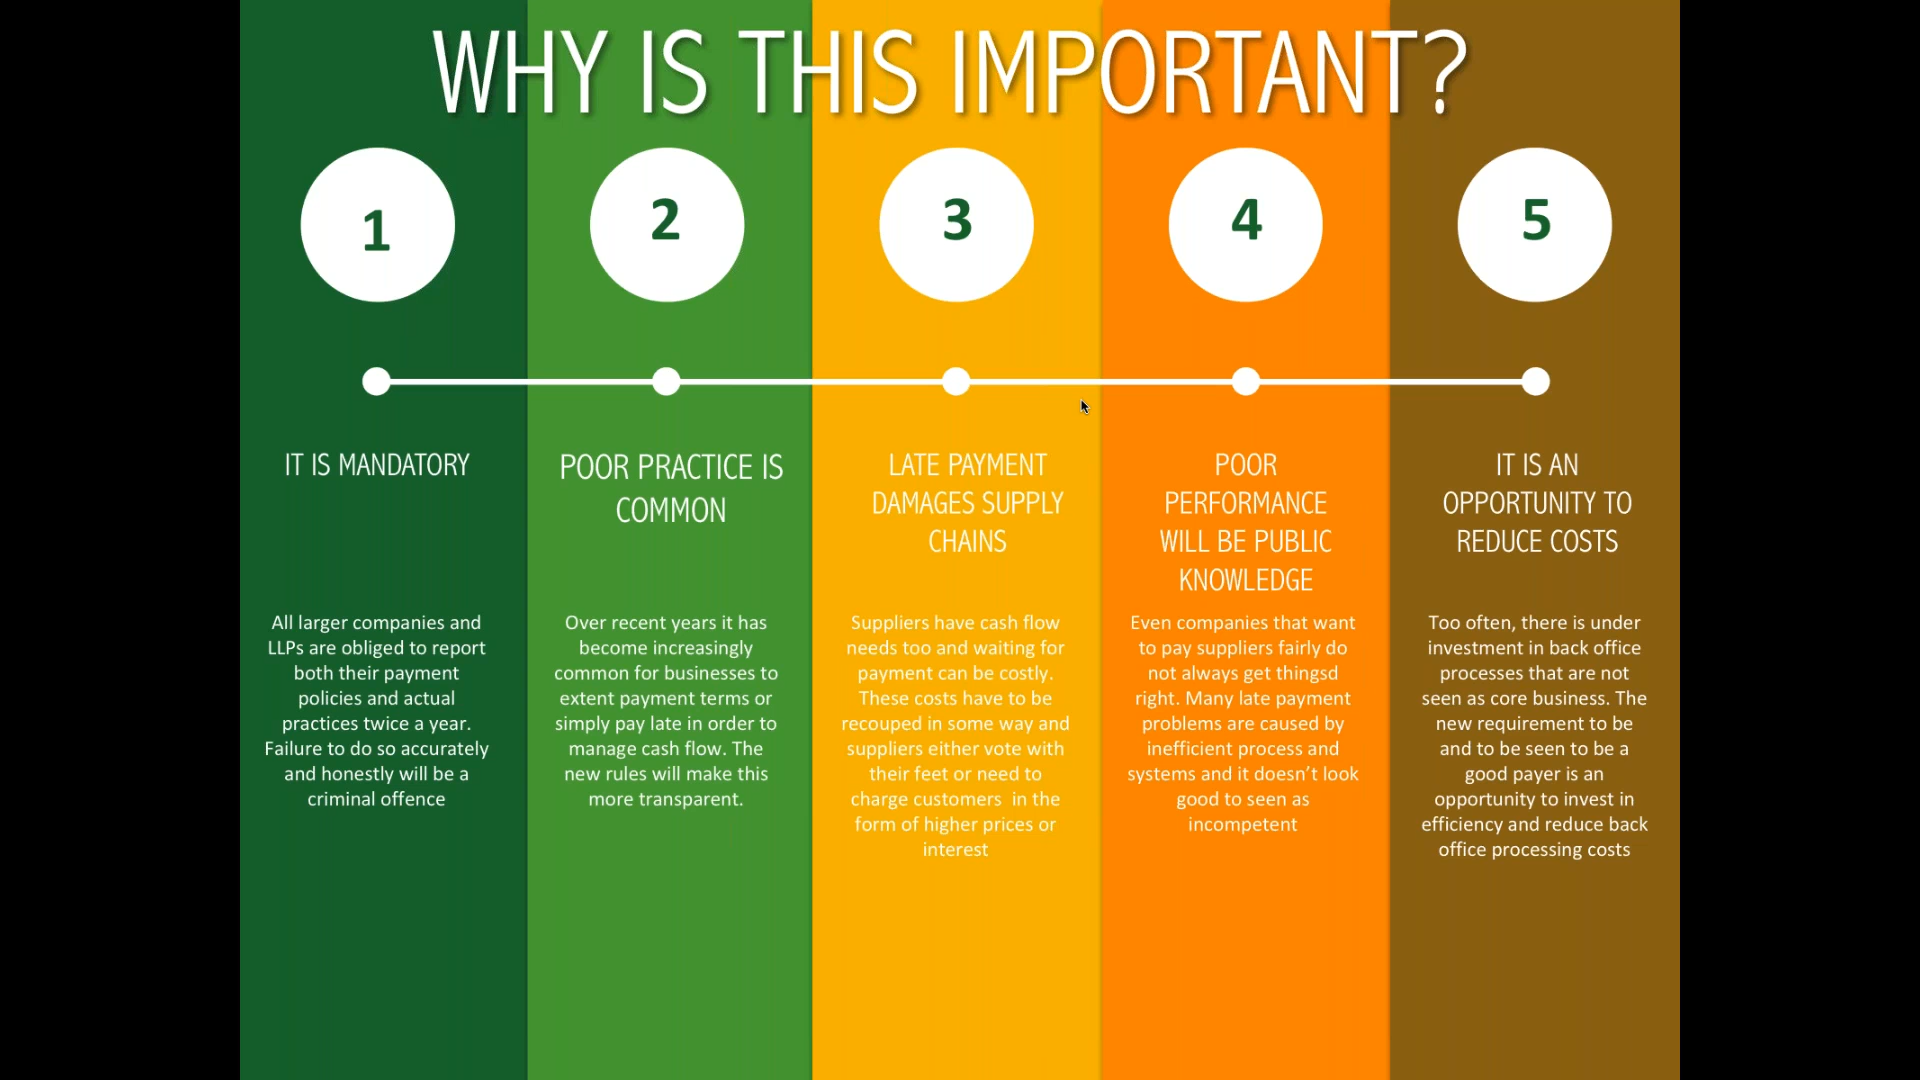 WHY IS THIS IMPORTANT?
1
2
3
4
5
IT IS MANDATORY
All larger companies and
LLPs are obliged to report
both their payment
policies and actual
practices twice a year.
Failure to do so accurately
and honestly will be a
criminal offence
POOR PRACTICE IS
COMMON
Over recent years it has
become increasingly
common for businesses to
extent payment terms or
simply pay late in order to
manage cash flow. The
new rules will make this
more transparent.
LATE PAYMENT
DAMAGES SUPPLY
CHAINS
Suppliers have cash flow
needs too and waiting for
payment can be costly.
These costs have to be
recouped in some way and
suppliers either vote with
their feet or need to
charge customers  in the
form of higher prices or
interest
POOR
PERFORMANCE
WILL BE PUBLIC
KNOWLEDGE
Even companies that want
to pay suppliers fairly do
not always get thingsd
right. Many late payment
problems are caused by
inefficient process and
systems and it doesn’t look
good to seen as
incompetent
IT IS AN
OPPORTUNITY TO
REDUCE COSTS
Too often, there is under
investment in back office
processes that are not
seen as core business. The
new requirement to be
and to be seen to be a
good payer is an
opportunity to invest in
efficiency and reduce back
office processing costs